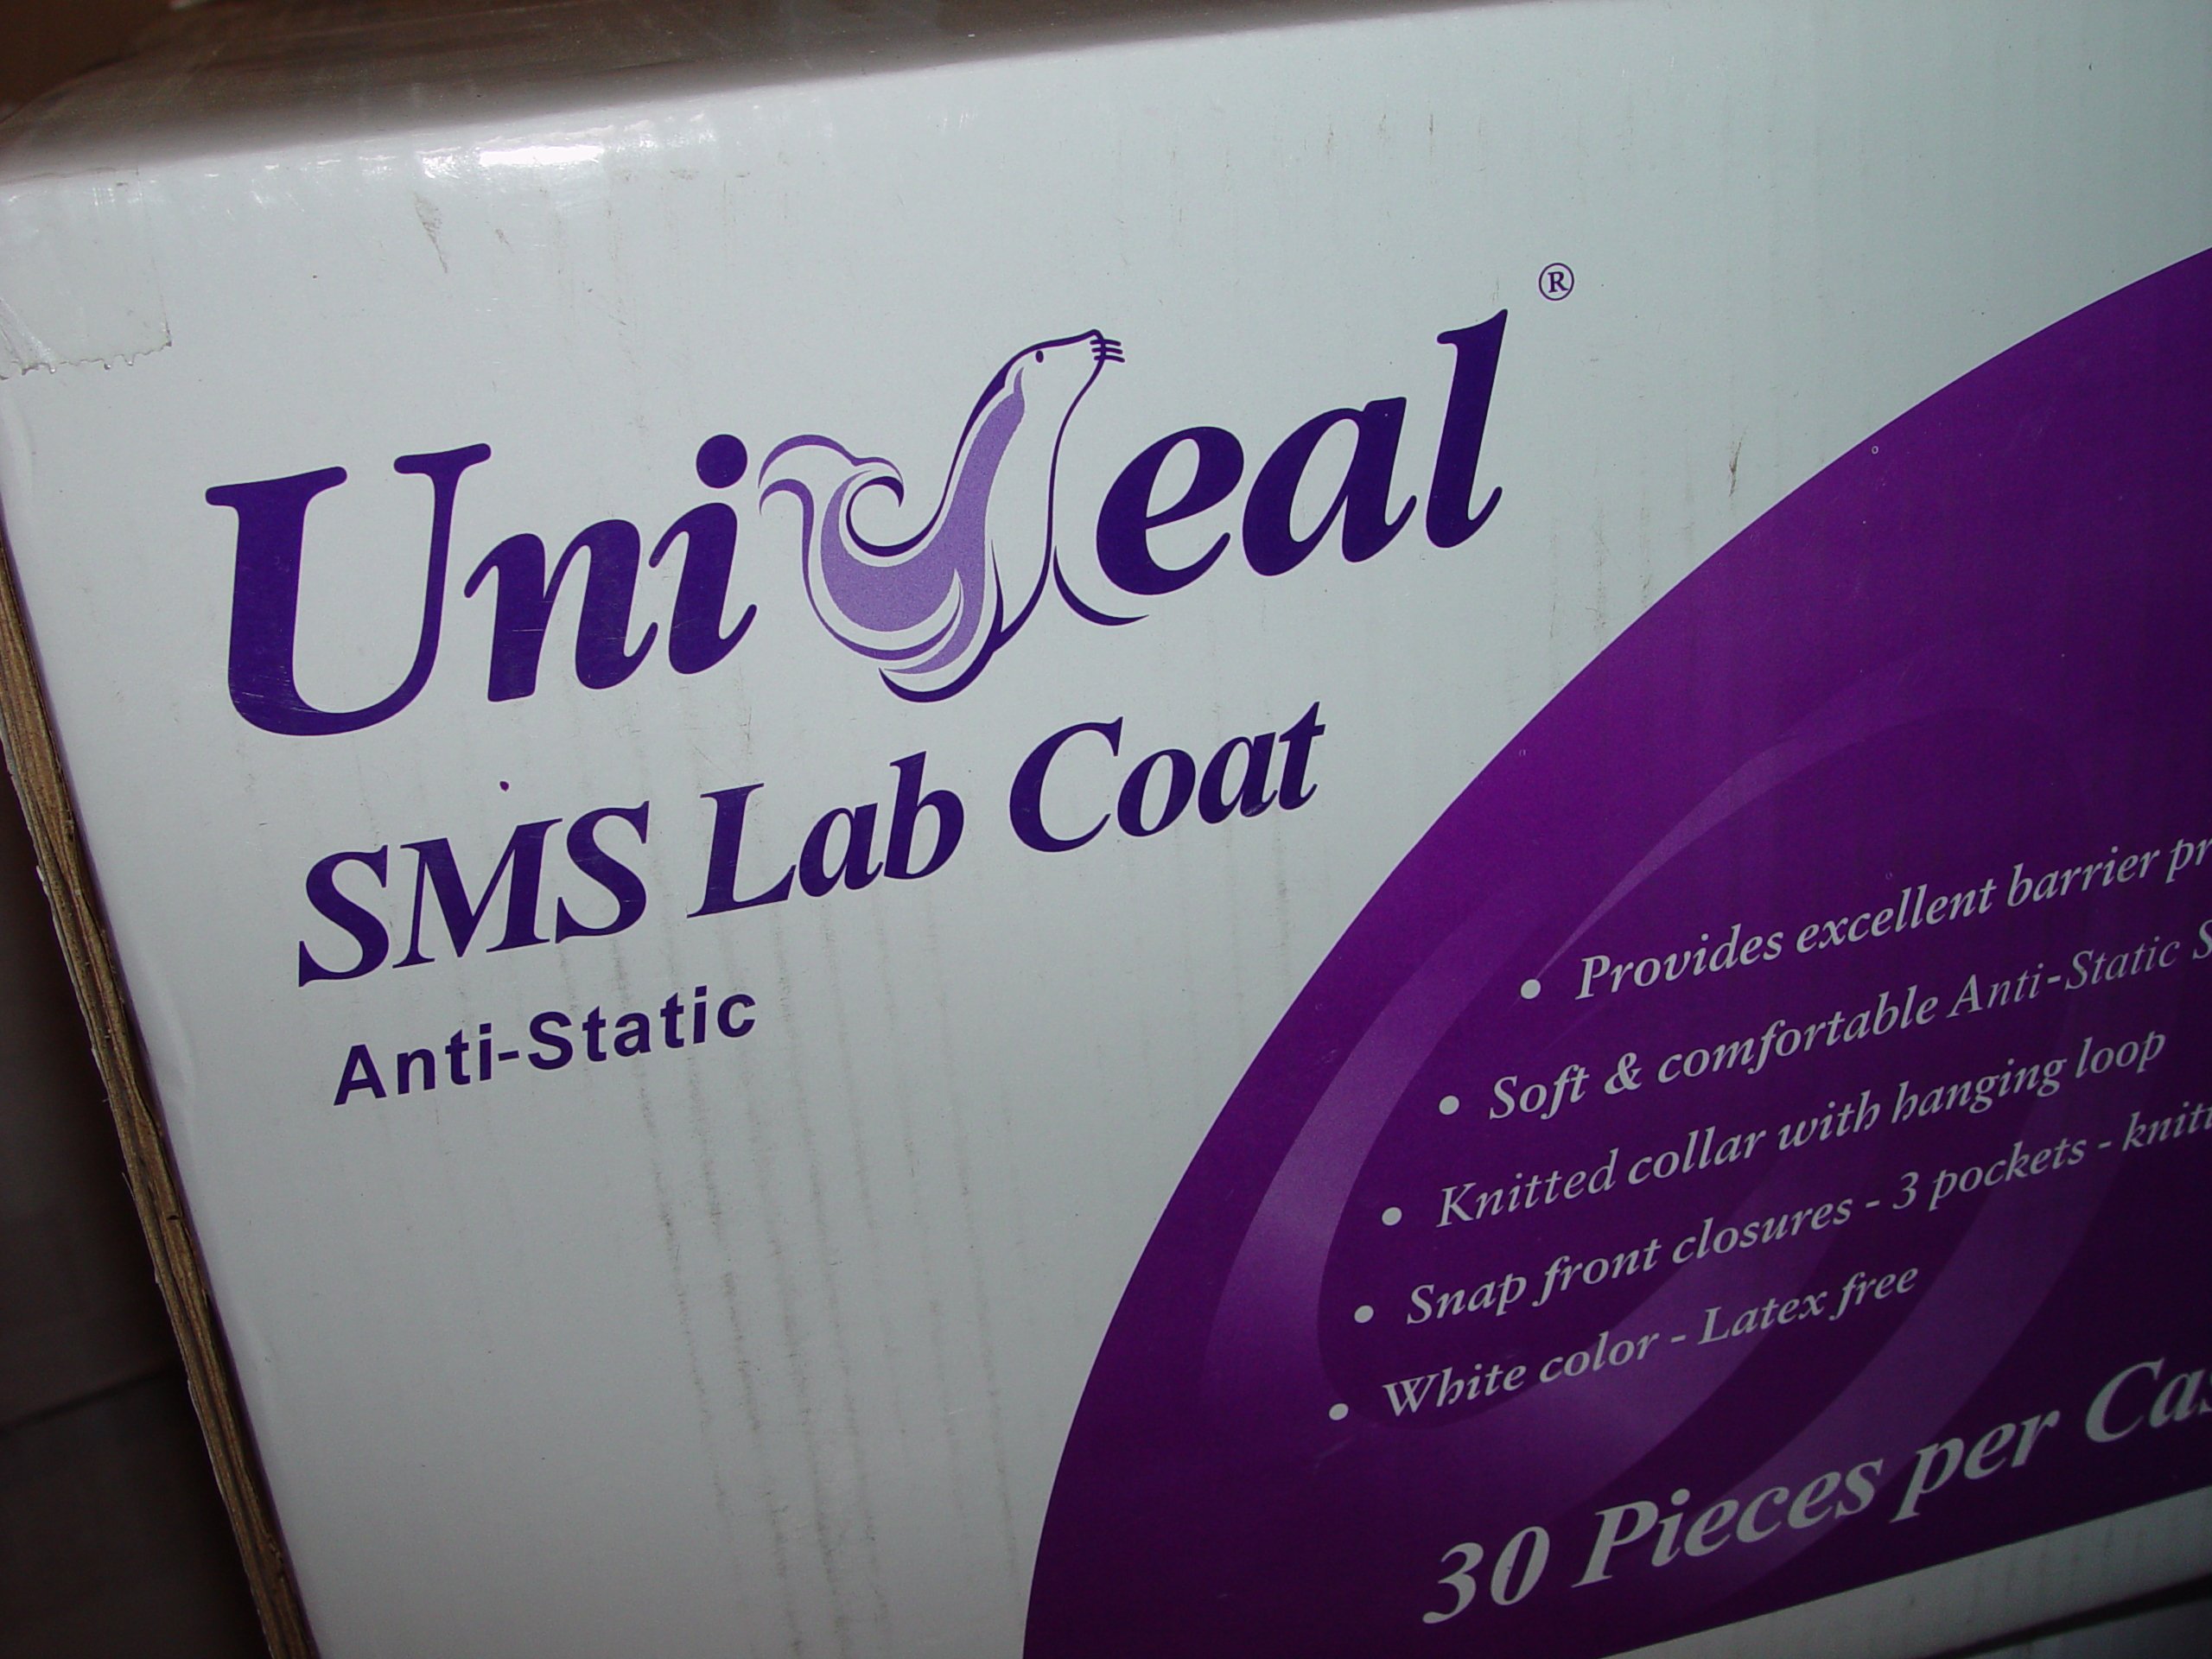 UniSeal®
SMS Lab Coat
Anti-Static
• Provides excellent barrier
• Soft & comfortable Anti-Static
• Knitted collar with hanging loop
• Snap front closures - 3 pockets -
• White color - Latex free
30 Pieces per